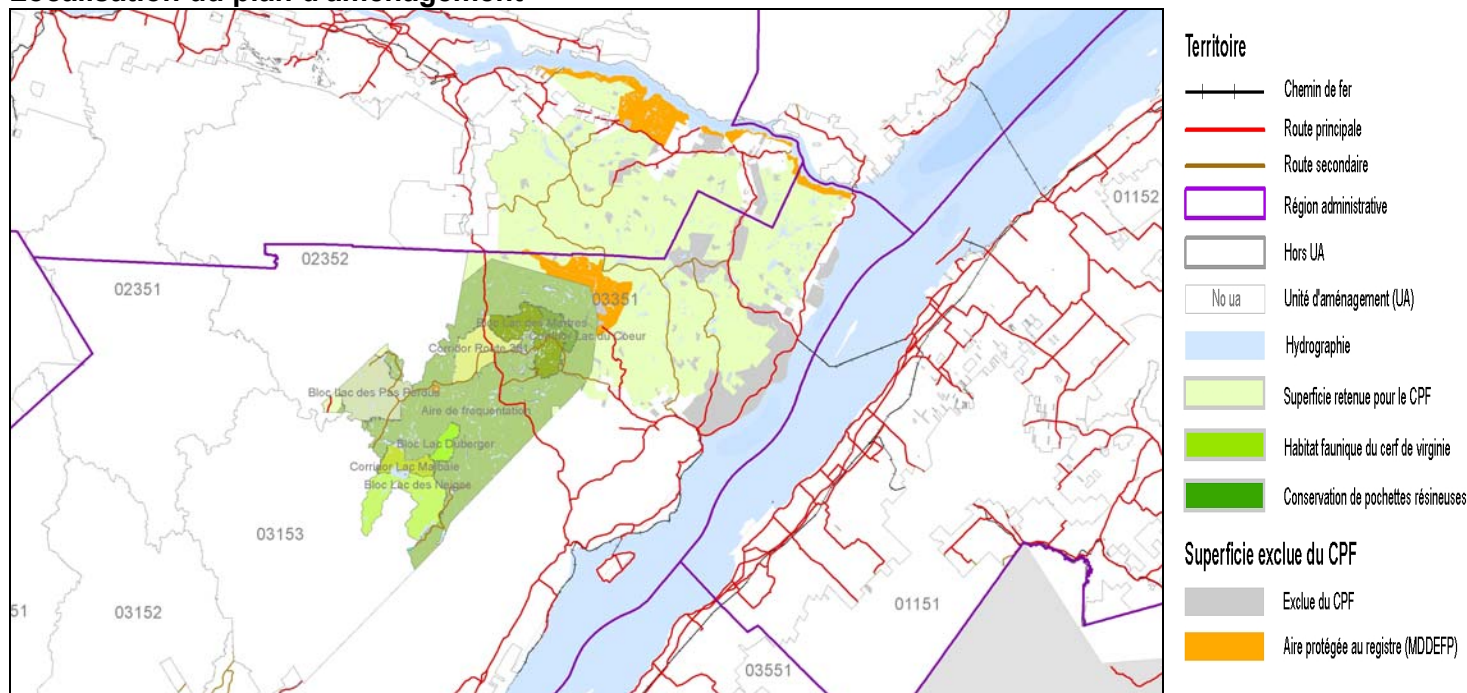 Localisation du plan d'aménagement
01152
02352
02351
03351
Bloc Lac des Martres
Corridor Lac du Coeur
Corridor Route 381
Bloc Lac des Pas Perdus
Aire de fréquentation
Bloc Lac Duberger
Corridor Lac Malbaie
Bloc Lac des Neiges
03153
51
03152
01151
03551
Territoire
Chemin de fer
Route principale
Route secondaire
Région administrative
Hors UA
No ua
Unité d'aménagement (UA)
Hydrographie
Superficie retenue pour le CPF
Habitat faunique du cerf de virginie
Conservation de pochettes résineuses
Superficie exclue du CPF
Exclue du CPF
Aire protégée au registre (MDDEFP)